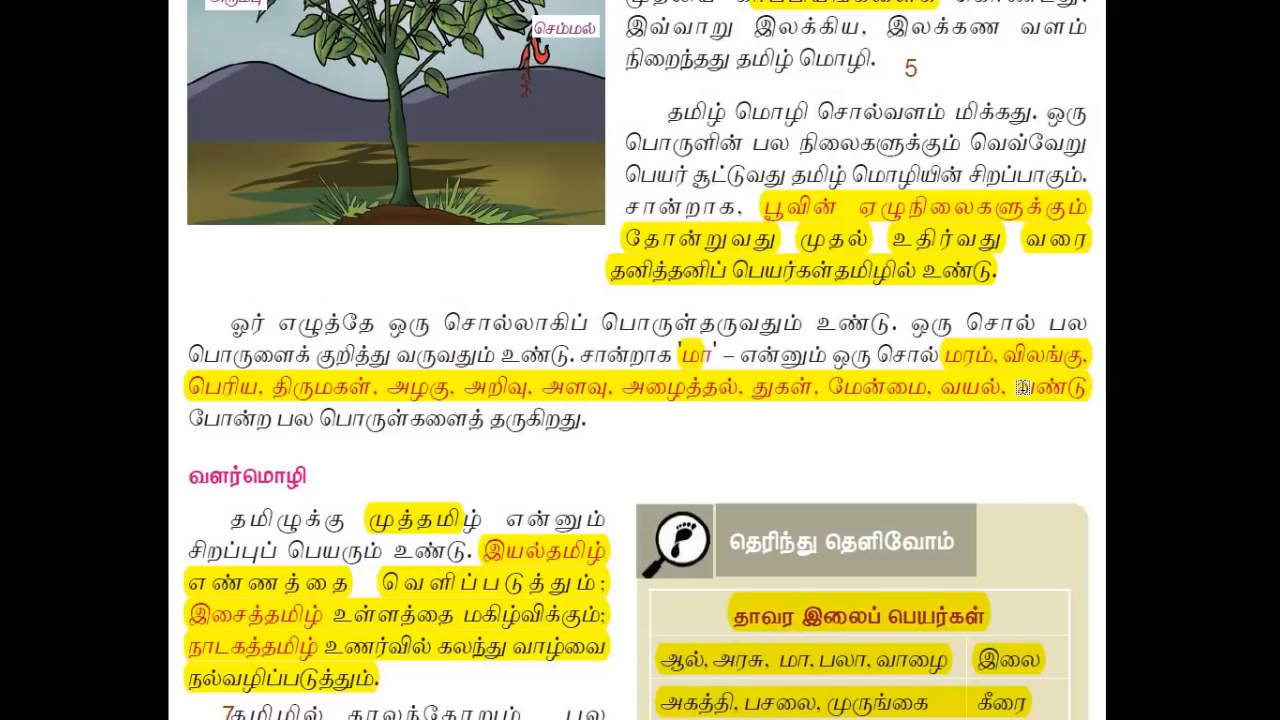 செம்மல்
இவ்வாறு இலக்கிய, இலக்கண வளம்
நிறைந்தது தமிழ் மொழி.
5
தமிழ் மொழி சொல்வளம் மிக்கது. ஒரு
பொருளின் பல நிலைகளுக்கும் வெவ்வேறு
பெயர் சூட்டுவது தமிழ் மொழியின் சிறப்பாகும்.
சான்றாக, பூவின் ஏழுநிலைகளுக்கும்
தோன்றுவது முதல் உதிர்வது வரை
தனித்தனிப் பெயர்கள்தமிழில் உண்டு.
ஓர் எழுத்தே ஒரு சொல்லாகிப் பொருள்தருவதும் உண்டு. ஒரு சொல் பல
பொருளைக் குறித்து வருவதும் உண்டு. சான்றாக 'மா' – என்னும் ஒரு சொல் மரம், விலங்கு,
பெரிய, திருமகள், அழகு, அறிவு, அளவு, அழைத்தல், துகள், மேன்மை, வயல்,
போன்ற பல பொருள்களைத் தருகிறது.
வளர்மொழி
தமிழுக்கு முத்தமிழ் என்னும்
சிறப்புப் பெயரும் உண்டு. இயல்தமிழ்
எண்ணத்தை வெளிப்படுத்தும்;
இசைத்தமிழ் உள்ளத்தை மகிழ்விக்கும்;
நாடகத்தமிழ் உணர்வில் கலந்து வாழ்வை
நல்வழிப்படுத்தும்.
7
தமிழில் காலந்தோறும் பல
தெரிந்து தெளிவோம்
தாவர இலைப் பெயர்கள்
ஆல், அரசு, மா, பலா, வாழை இலை
அகத்தி, பசலை, முருங்கை கீரை